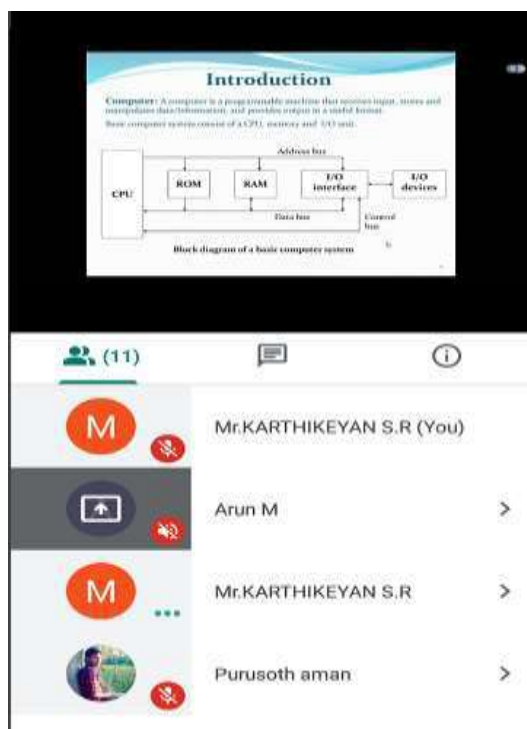 Introduction
Computer: A computer is a programmable machine that receives input, stores and
manipulates data/information, and provides output in a useful format.
Basic computer system consist of a CPU, memory and I/O unit.
Address bus
CPU
ROM
RAM
I/O
interface
I/O
devices
Data bus
Control
bus
Block diagram of a basic computer system
(11)
M
Mr.KARTHIKEYAN S.R (You)
Arun M
M
Mr.KARTHIKEYAN S.R
Purusoth aman